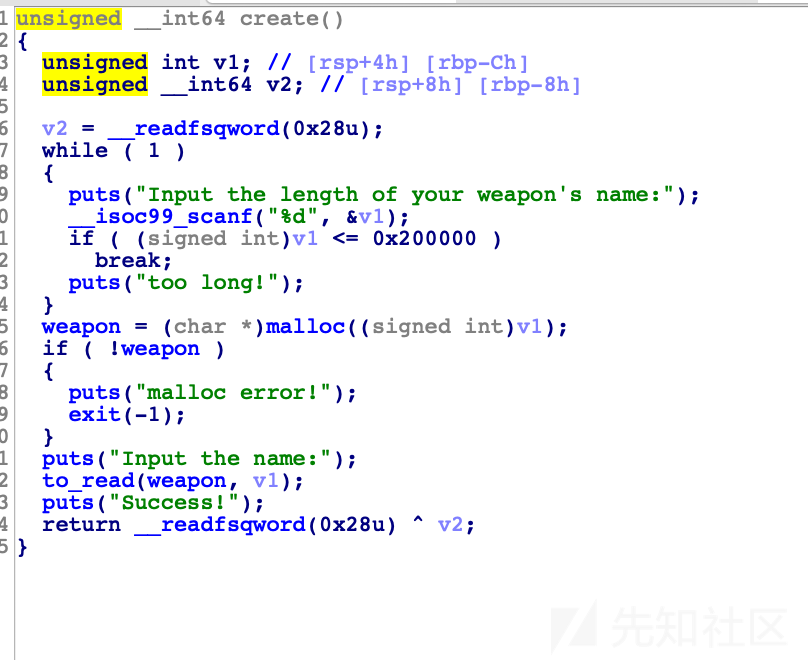 1 unsigned __int64 create()
2 {
3 unsigned int v1; // [rsp+4h] [rbp-Ch]
4 unsigned __int64 v2; // [rsp+8h] [rbp-8h]
5
6 v2 = __readfsqword(0x28u);
7 while ( 1 )
8 {
9 puts("Input the length of your weapon's name:");
0 __isoc99_scanf("%d", &v1);
1 if ( (signed int)v1 <= 0x200000 )
2 break;
3 puts("too long!");
4 }
5 weapon = (char *)malloc((signed int)v1);
6 if ( !weapon )
7 {
8 puts("malloc error!");
9 exit(-1);
0 }
1 puts("Input the name:");
2 to_read(weapon, v1);
3 puts("Success!");
4 return __readfsqword(0x28u) ^ v2;
5 }
先知社区